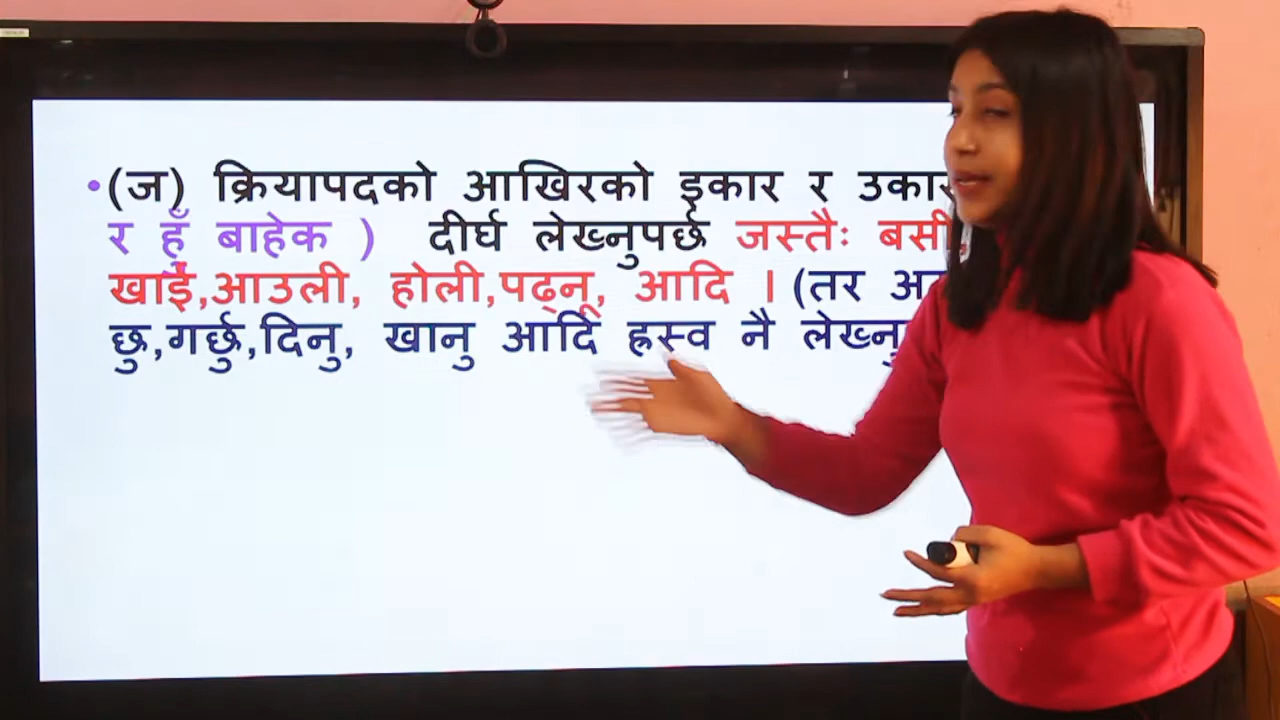 •(ज) क्रियापदको आखिरको इकार र उकार
र हुँ बाहेक ) दीर्घ लेख्नुपर्छ जस्तैः बसी,
खाई,आउली, होली,पढ्नू, आदि । (तर
छु,गर्छु,दिनु, खानु आदि ह्रस्व नै